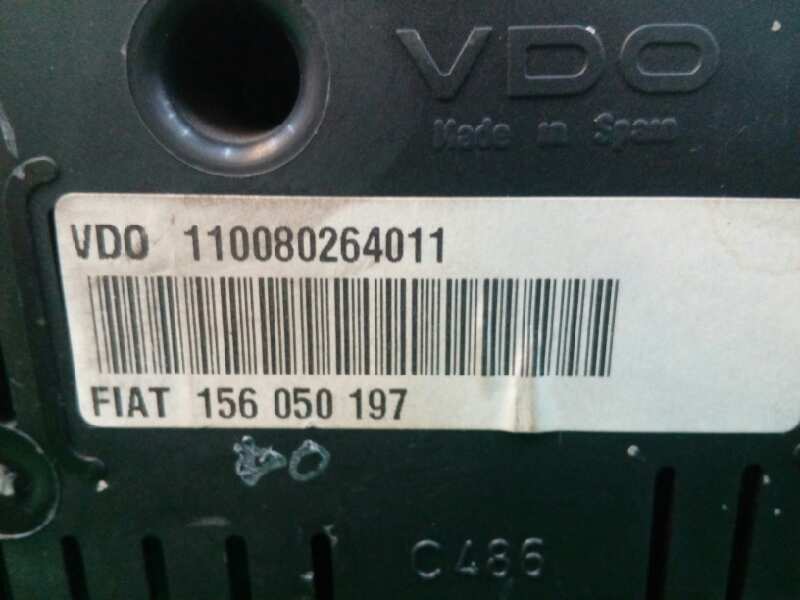 VDO
Made in Spain
VDO 110080264011
FIAT 156 050 197
C486